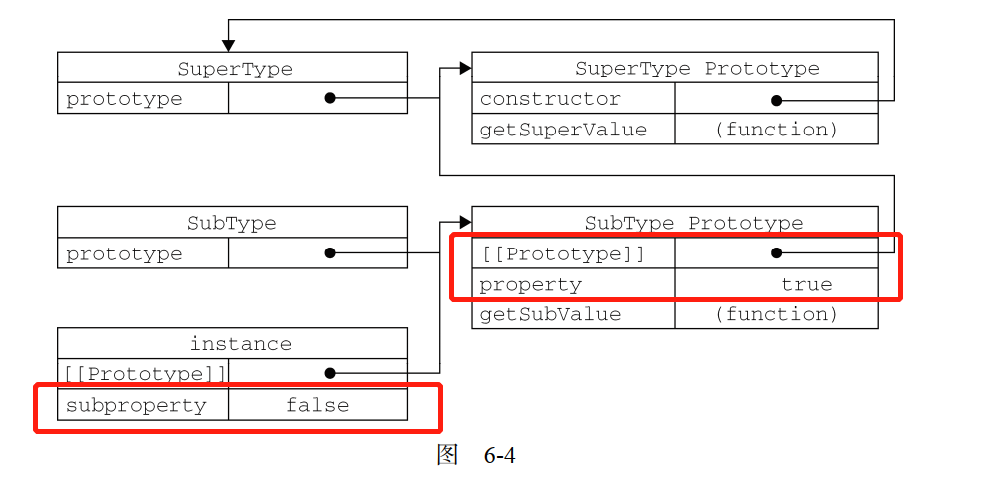 SuperType
prototype
SuperType Prototype
constructor
getSuperValue (function)
SubType
prototype
SubType Prototype
[[Prototype]]
property true
getSubValue (function)
instance
[[Prototype]]
subproperty false
图 6-4